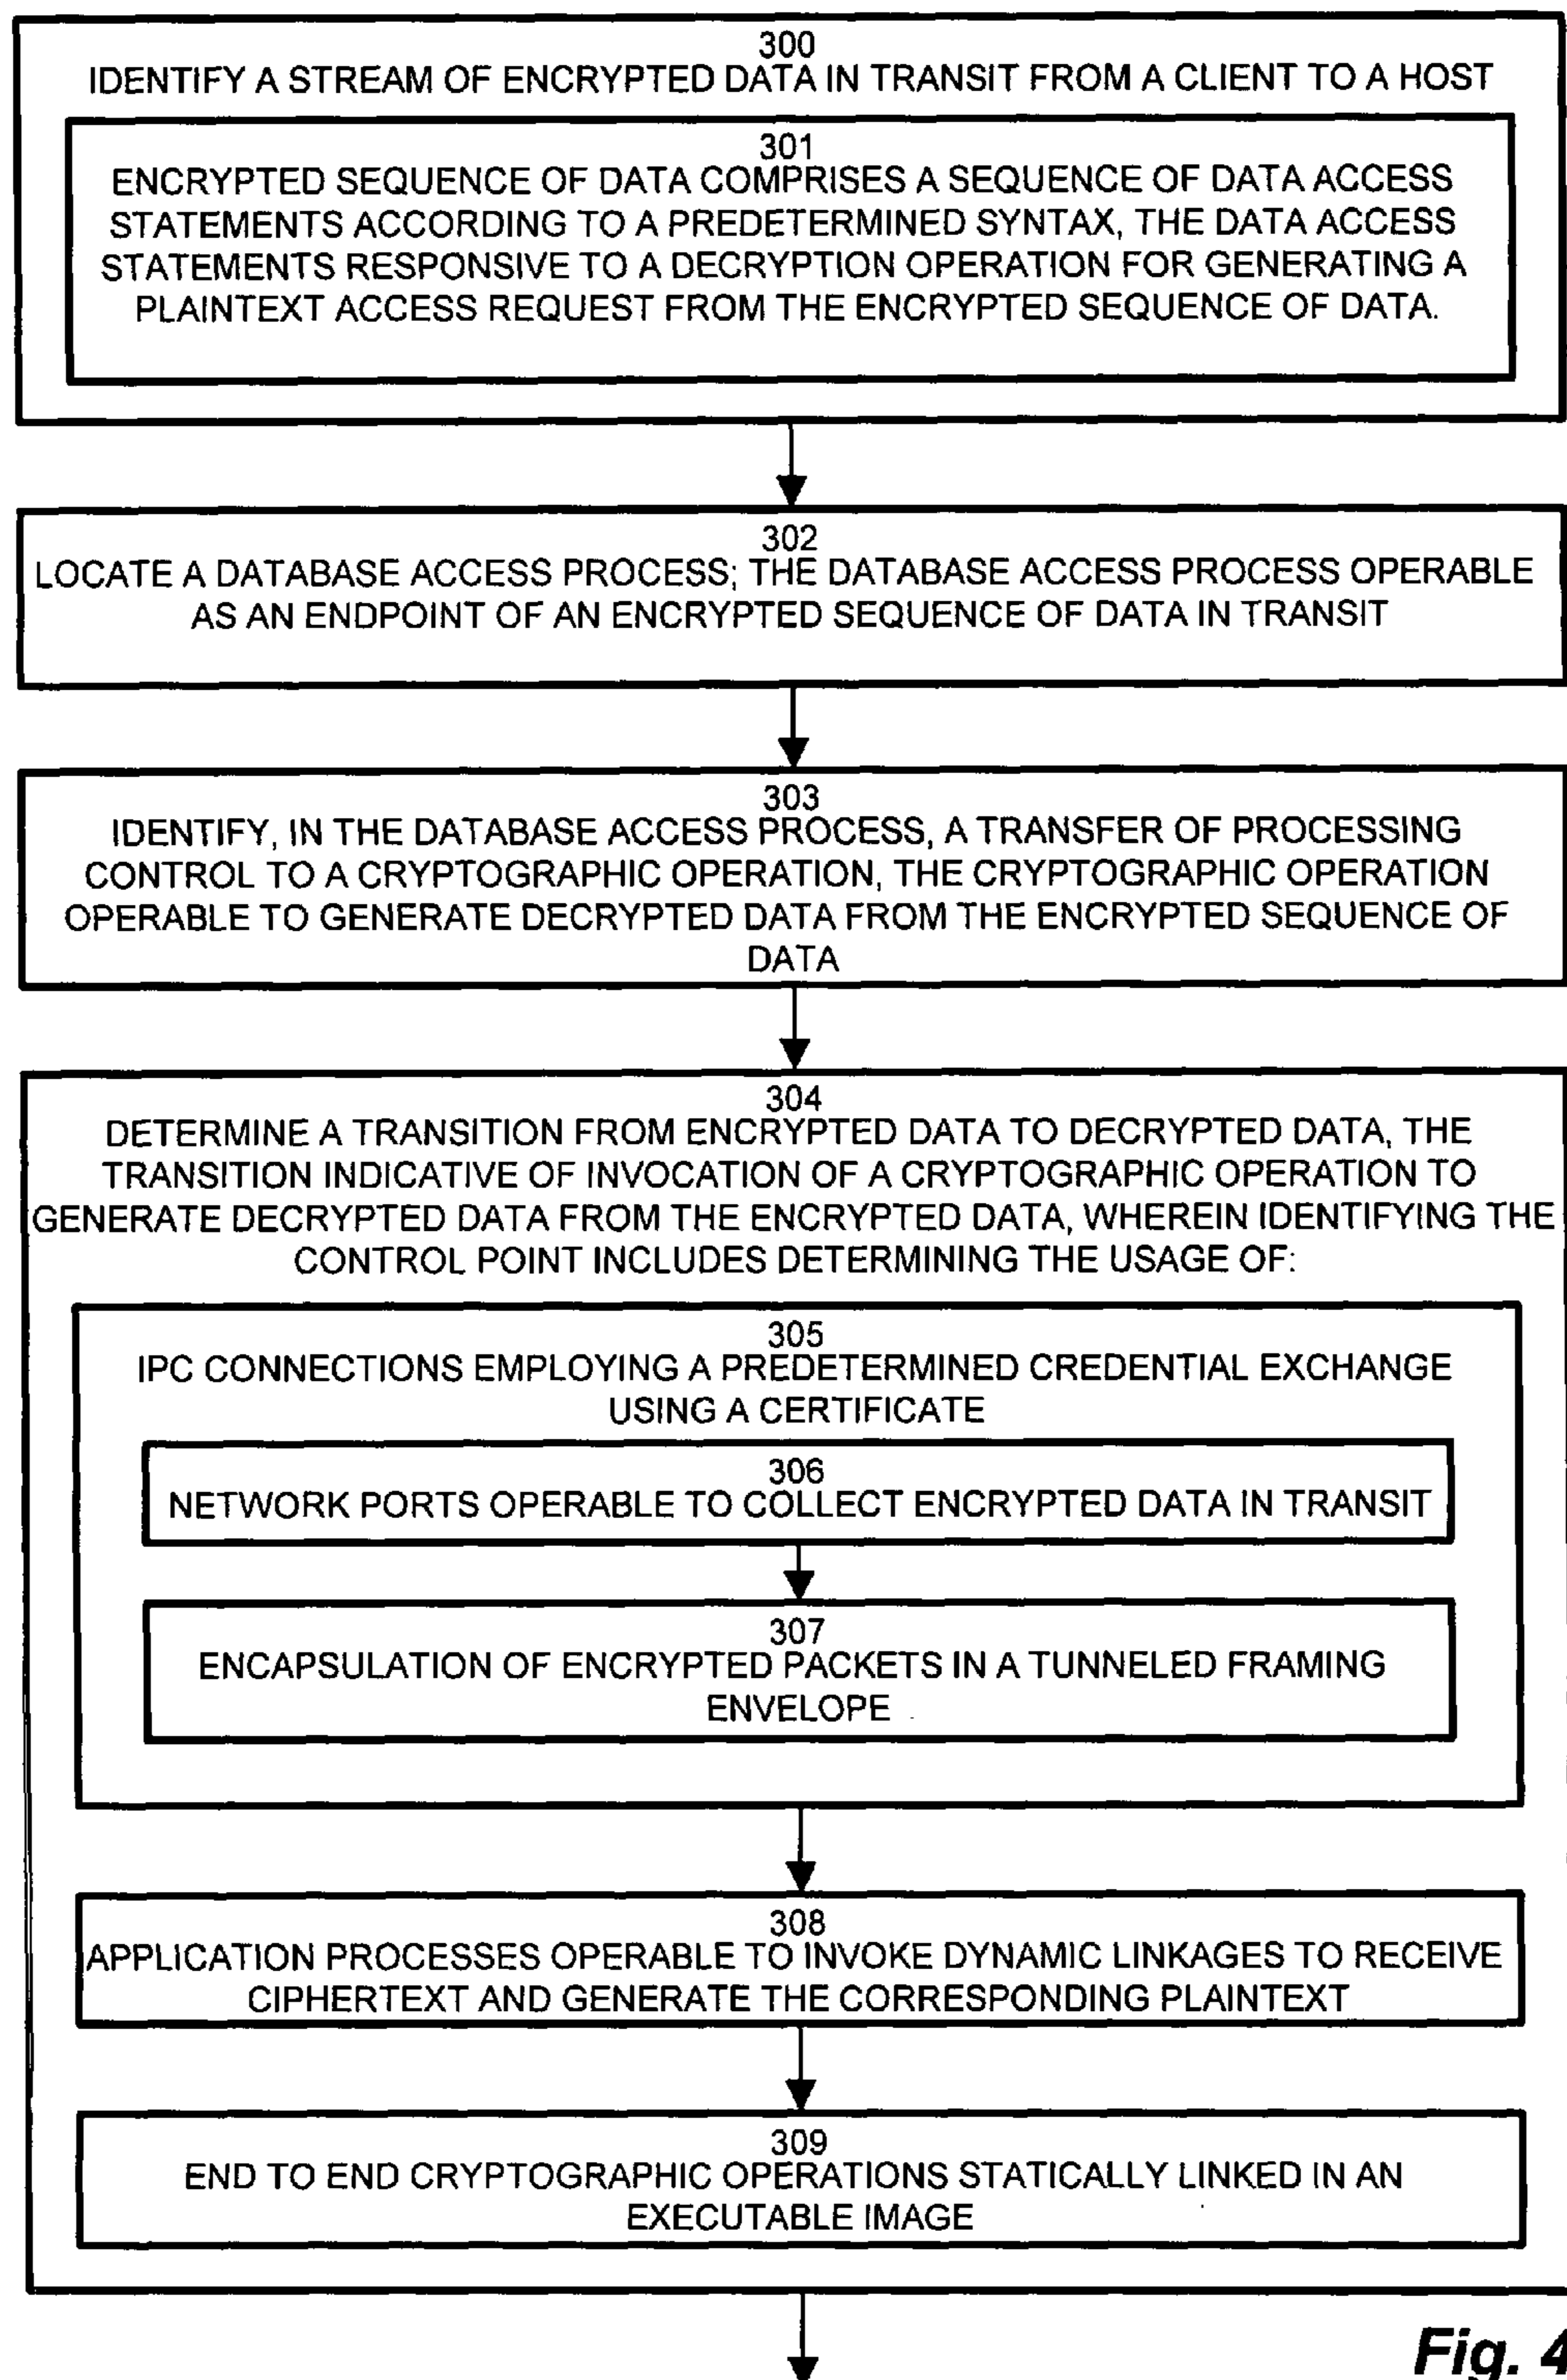 300
IDENTIFY A STREAM OF ENCRYPTED DATA IN TRANSIT FROM A CLIENT TO A HOST
301
ENCRYPTED SEQUENCE OF DATA COMPRISES A SEQUENCE OF DATA ACCESS
STATEMENTS ACCORDING TO A PREDETERMINED SYNTAX, THE DATA ACCESS
STATEMENTS RESPONSIVE TO A DECRYPTION OPERATION FOR GENERATING A
PLAINTEXT ACCESS REQUEST FROM THE ENCRYPTED SEQUENCE OF DATA.
302
LOCATE A DATABASE ACCESS PROCESS; THE DATABASE ACCESS PROCESS OPERABLE
AS AN ENDPOINT OF AN ENCRYPTED SEQUENCE OF DATA IN TRANSIT
303
IDENTIFY, IN THE DATABASE ACCESS PROCESS, A TRANSFER OF PROCESSING
CONTROL TO A CRYPTOGRAPHIC OPERATION, THE CRYPTOGRAPHIC OPERATION
OPERABLE TO GENERATE DECRYPTED DATA FROM THE ENCRYPTED SEQUENCE OF
DATA
304
DETERMINE A TRANSITION FROM ENCRYPTED DATA TO DECRYPTED DATA, THE
TRANSITION INDICATIVE OF INVOCATION OF A CRYPTOGRAPHIC OPERATION TO
GENERATE DECRYPTED DATA FROM THE ENCRYPTED DATA, WHEREIN IDENTIFYING THE
CONTROL POINT INCLUDES DETERMINING THE USAGE OF:
305
IPC CONNECTIONS EMPLOYING A PREDETERMINED CREDENTIAL EXCHANGE
USING A CERTIFICATE
306
NETWORK PORTS OPERABLE TO COLLECT ENCRYPTED DATA IN TRANSIT
307
ENCAPSULATION OF ENCRYPTED PACKETS IN A TUNNELED FRAMING
ENVELOPE
308
APPLICATION PROCESSES OPERABLE TO INVOKE DYNAMIC LINKAGES TO RECEIVE
CIPHERTEXT AND GENERATE THE CORRESPONDING PLAINTEXT
309
END TO END CRYPTOGRAPHIC OPERATIONS STATICALLY LINKED IN AN
EXECUTABLE IMAGE
Fig. 4